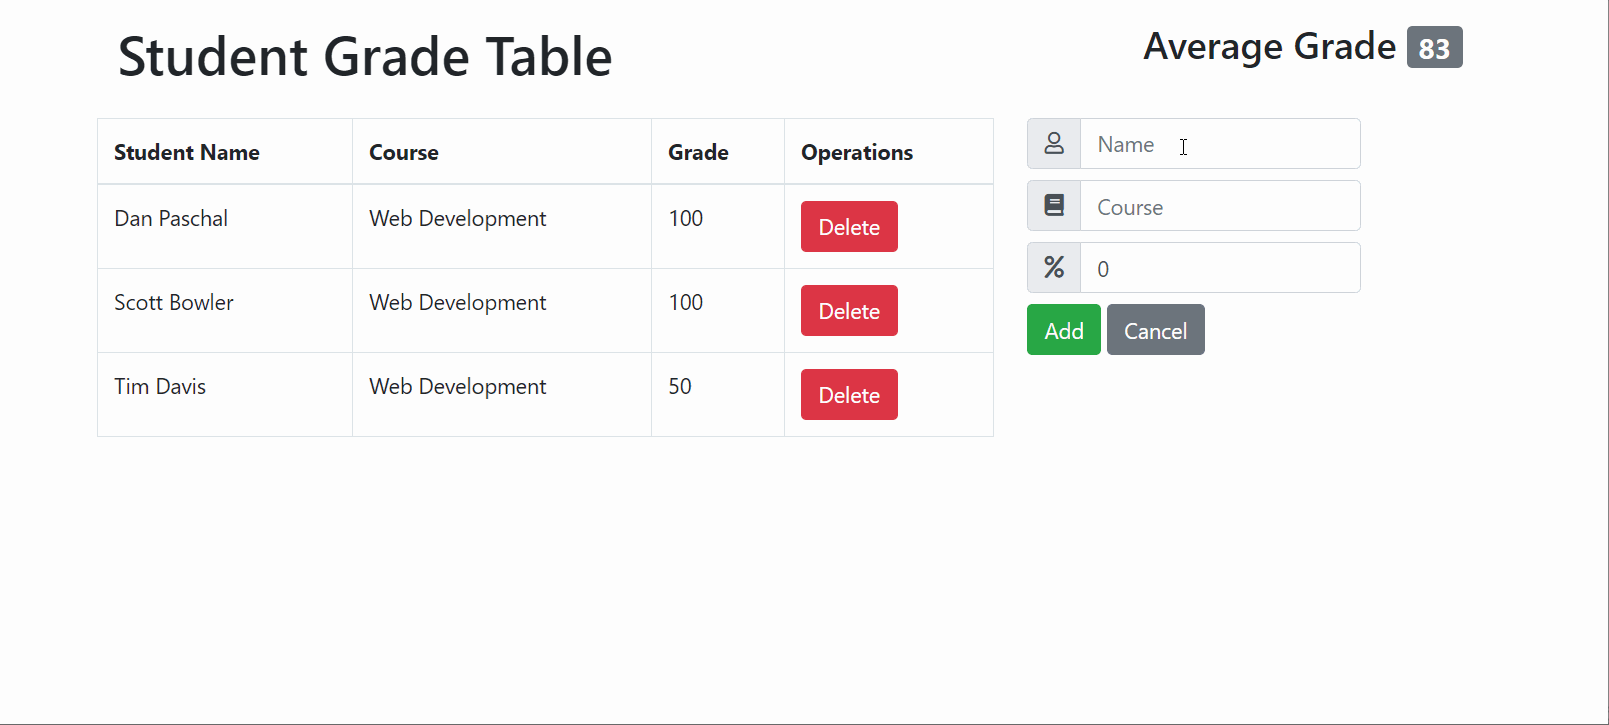 Student Grade Table
Average Grade 83
Student Name Course Grade Operations
Dan Paschal Web Development 100 Delete
Scott Bowler Web Development 100 Delete
Tim Davis Web Development 50 Delete
Name
Course
% 0
Add Cancel